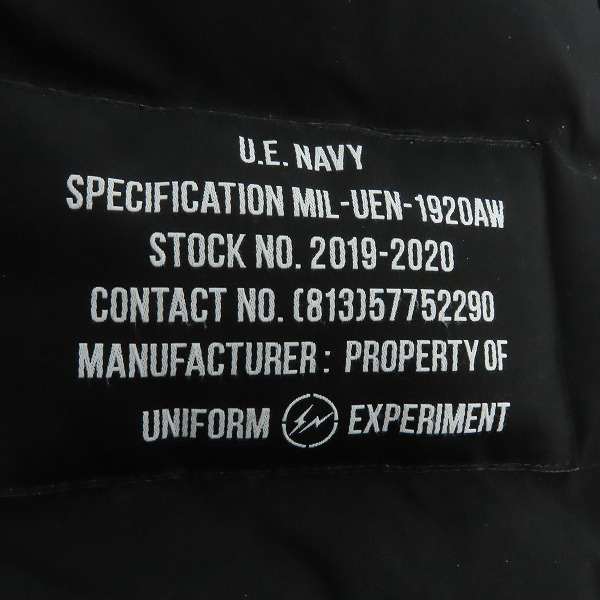 U.E. NAVY
SPECIFICATION MIL-UEN-1920AW
STOCK NO. 2019-2020
CONTACT NO. (813)57752290
MANUFACTURER : PROPERTY OF
UNIFORM EXPERIMENT